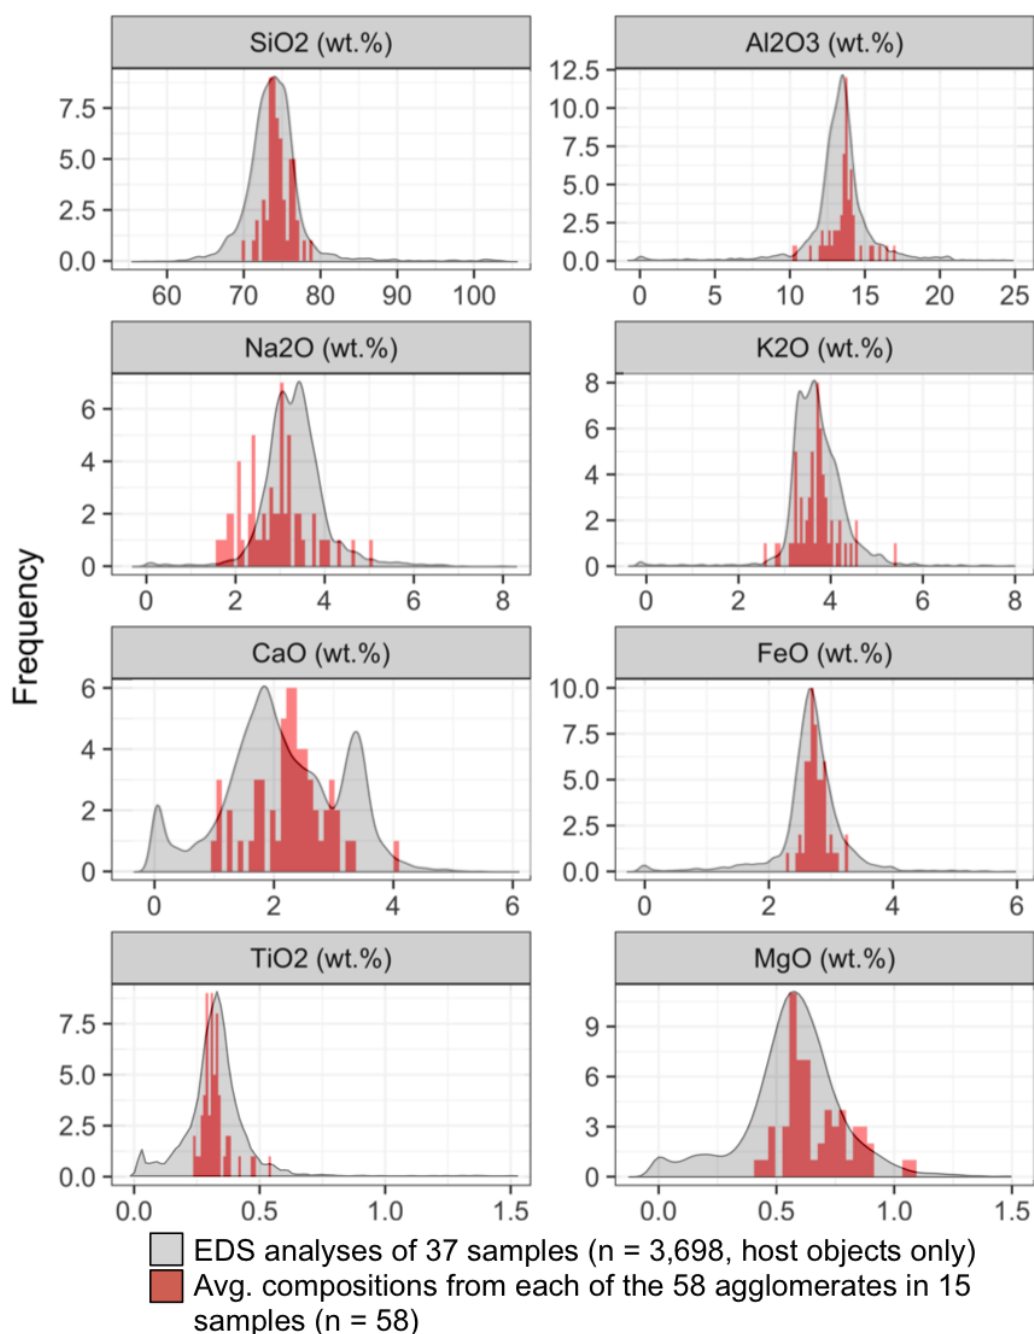 SiO2 (wt.%)
Al2O3 (wt.%)
7.5
5.0
2.5
0.0
60 70 80 90 100
12.5
10.0
7.5
5.0
2.5
0.0
0 5 10 15 20 25
Na2O (wt.%)
K2O (wt.%)
6
4
2
0
0 2 4 6 8
8
6
4
2
0
0 2 4 6 8
Frequency
CaO (wt.%)
FeO (wt.%)
6
4
2
0
0 2 4 6
10.0
7.5
5.0
2.5
0.0
0 2 4 6
TiO2 (wt.%)
MgO (wt.%)
7.5
5.0
2.5
0.0
0.0 0.5 1.0 1.5
9
6
3
0
0.0 0.5 1.0 1.5
EDS analyses of 37 samples (n = 3,698, host objects only)
Avg. compositions from each of the 58 agglomerates in 15
samples (n = 58)